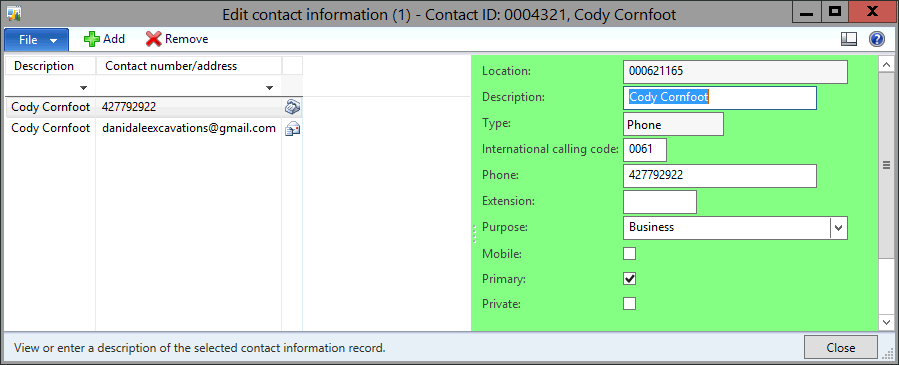 Edit contact information (1) - Contact ID: 0004321, Cody Cornfoot
File Add Remove
Description Contact number/address
Cody Cornfoot 427792922
Cody Cornfoot danidaleexcavations@gmail.com
Location: 000621165
Description: Cody Cornfoot
Type: Phone
International calling code: 0061
Phone: 427792922
Extension:
Purpose: Business
Mobile:
Primary:
Private:
View or enter a description of the selected contact information record.
Close